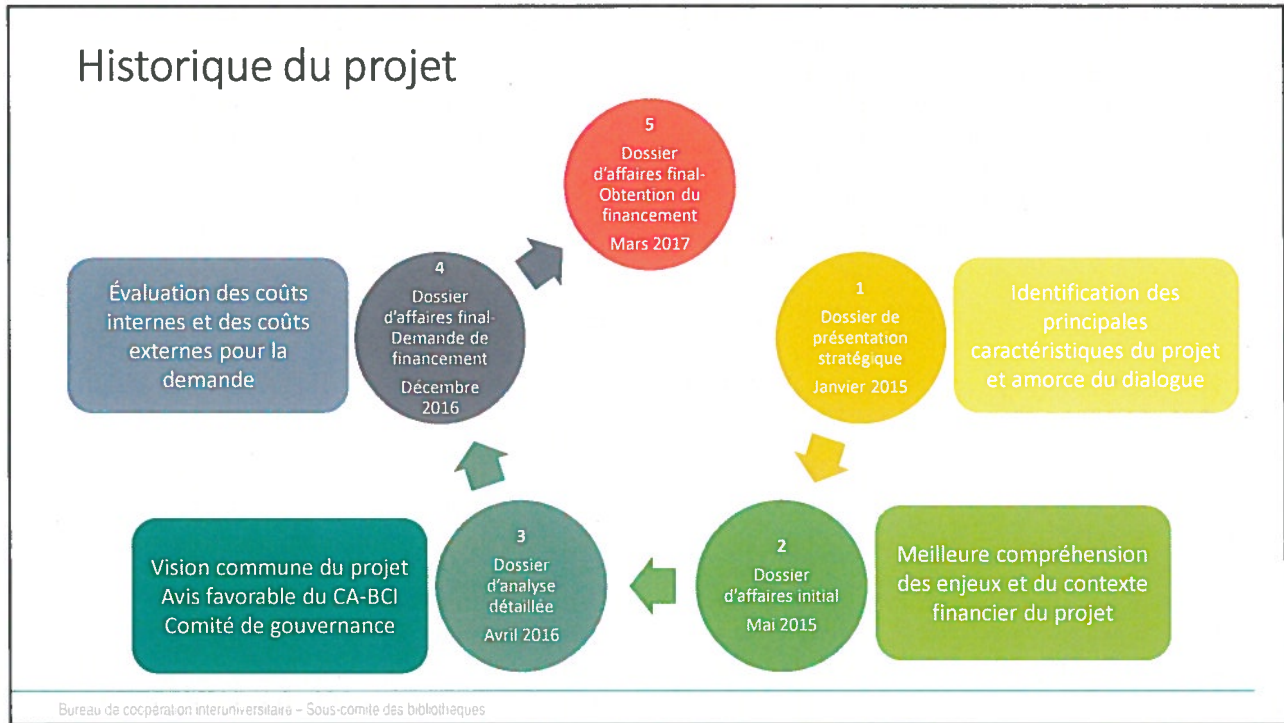 Historique du projet
5
Dossier
d'affaires final-
Obtention du
financement
Mars 2017
4
Dossier
d'affaires final-
Demande de
financement
Décembre
2016
Évaluation des coûts
internes et des coûts
externes pour la
demande
1
Dossier de
présentation
stratégique
Janvier 2015
Identification des
principales
caractéristiques du projet
et amorce du dialogue
3
Dossier
d'analyse
détaillée
Avril 2016
Vision commune du projet
Avis favorable du CA-BCI
Comité de gouvernance
2
Dossier
d'affaires initial
Mai 2015
Meilleure compréhension
des enjeux et du contexte
financier du projet
Bureau de coopération interuniversitaire – Sous-comité des bibliothèques